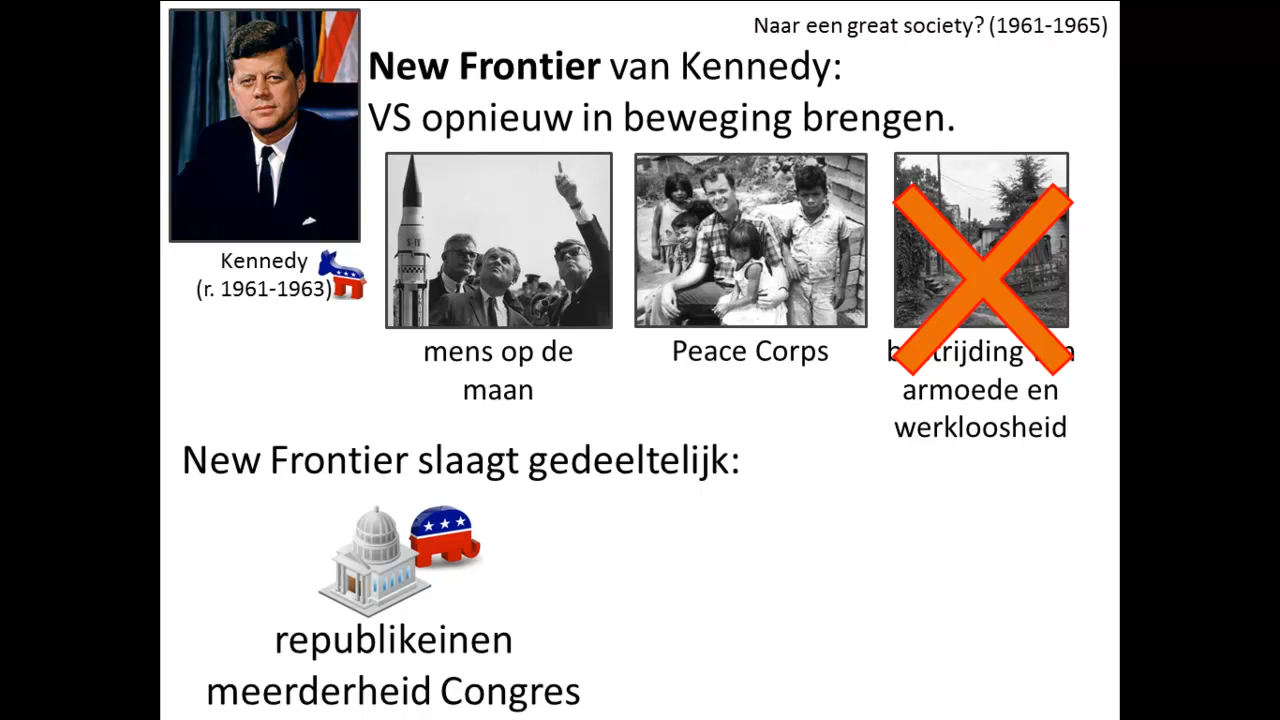 Naar een great society? (1961-1965)
New Frontier van Kennedy:
VS opnieuw in beweging brengen.
Kennedy
(r. 1961-1963)
mens op de
maan
Peace Corps
armoede en
werkloosheid
New Frontier slaagt gedeeltelijk:
republikeinen
meerderheid Congres